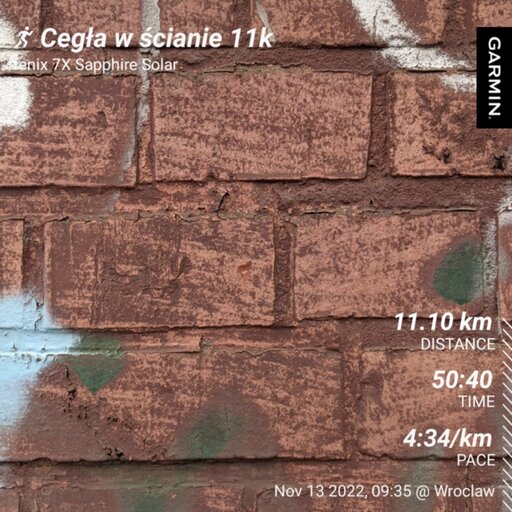 Cegła w ścianie 11k
fenix 7X Sapphire Solar
GARMIN
11.10 km
DISTANCE
50:40
TIME
4:34/km
PACE
Nov 13 2022, 09:35 @ Wroclaw